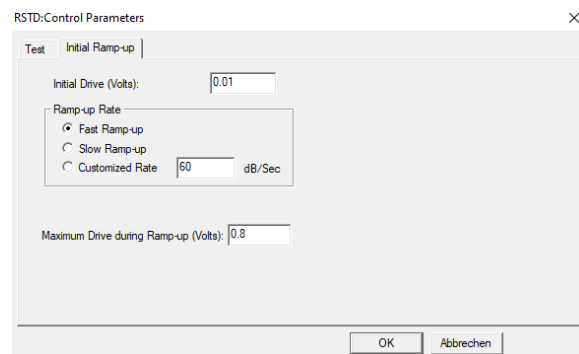 RSTD:Control Parameters
Test Initial Ramp-up
Initial Drive (Volts): 0.01
Ramp-up Rate
Fast Ramp-up
Slow Ramp-up
Customized Rate 60 dB/Sec
Maximum Drive during Ramp-up (Volts): 0.8
OK Abbrechen